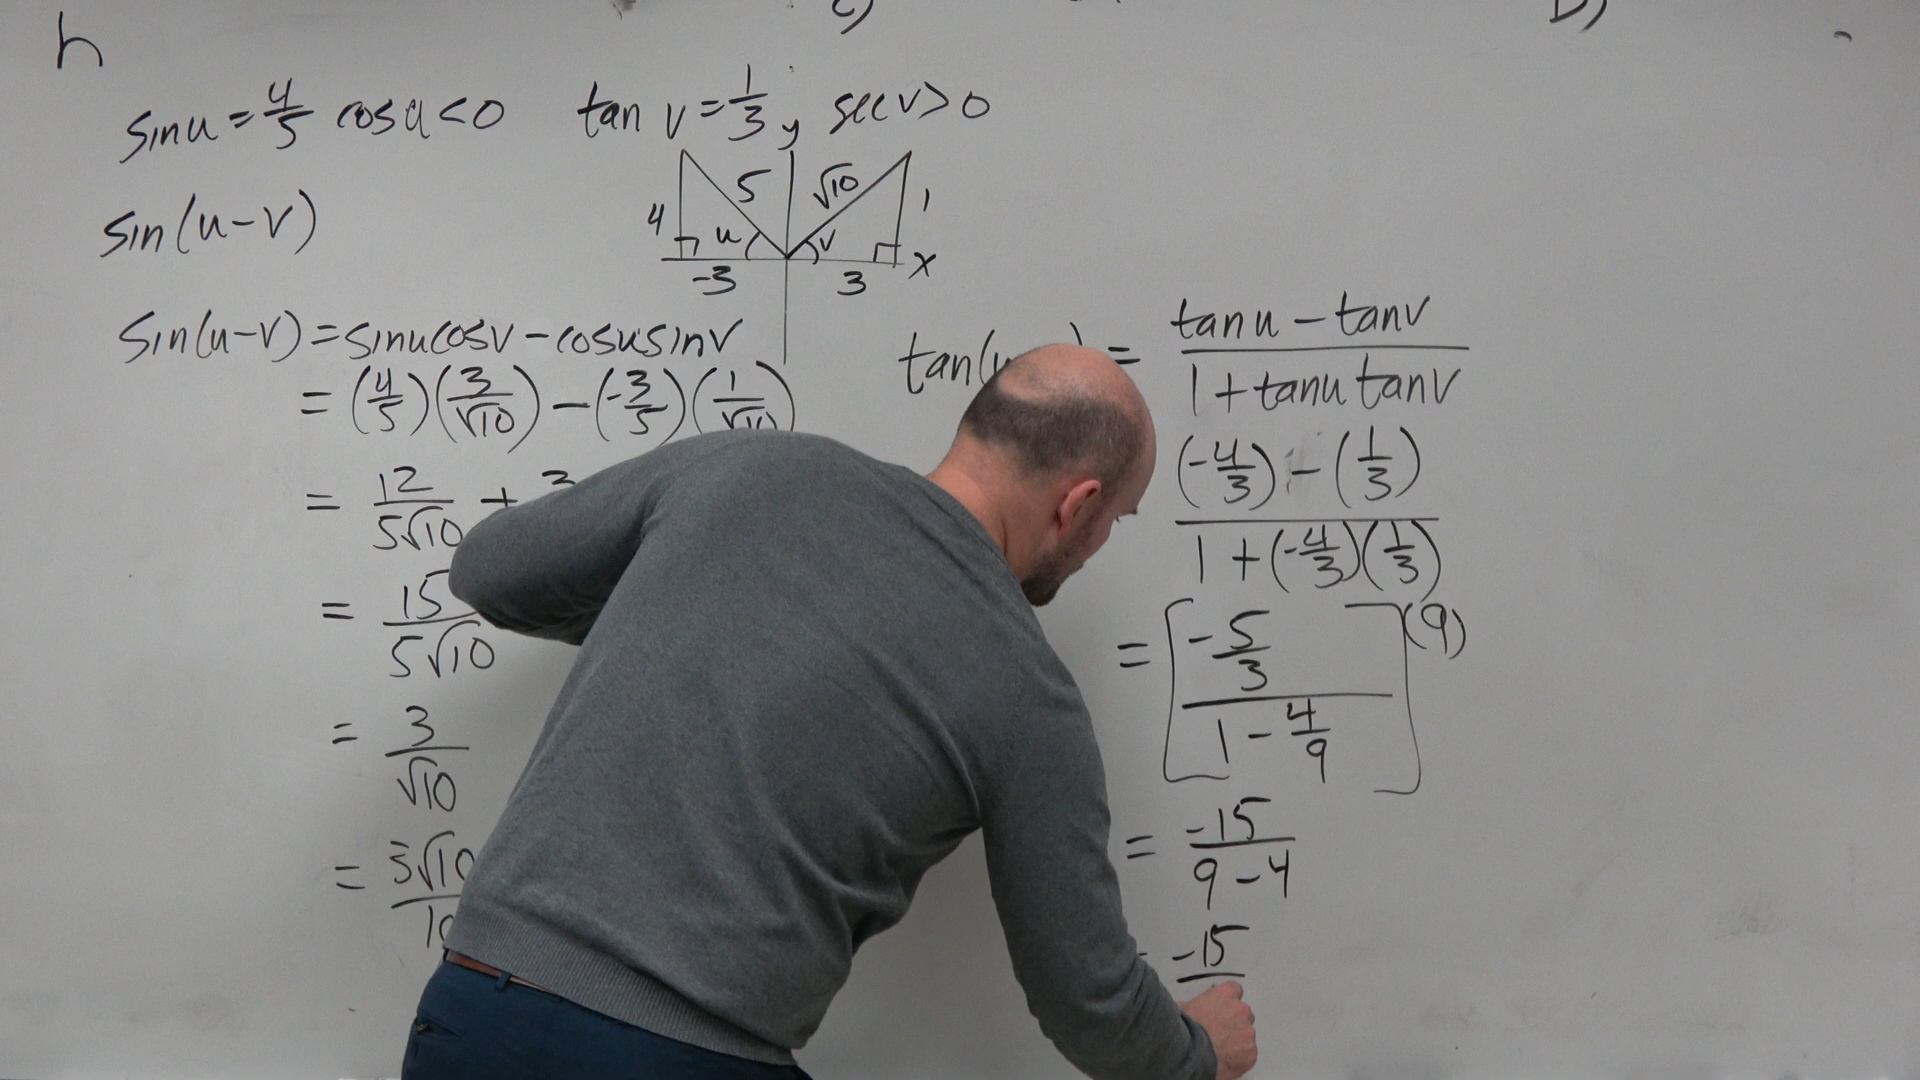 h
c)
D)
sin u = 4/5 cos u < 0 tan v = 1/3, sec v > 0
y
4 5 u -3
√10 1 v 3 x
sin(u-v)
sin(u-v) = sin u cos v - cos u sin v
= (4/5)(3/√10) - (-3/5)(1/√10)
= 12/5√10 + 3
= 15/5√10
= 3/√10
= 3√10/10
tan( ) = tan u - tan v / 1 + tan u tan v
(-4/3) - (1/3) / 1 + (-4/3)(1/3)
= [-5/3 / 1 - 4/9] (9)
= -15/9-4
= -15